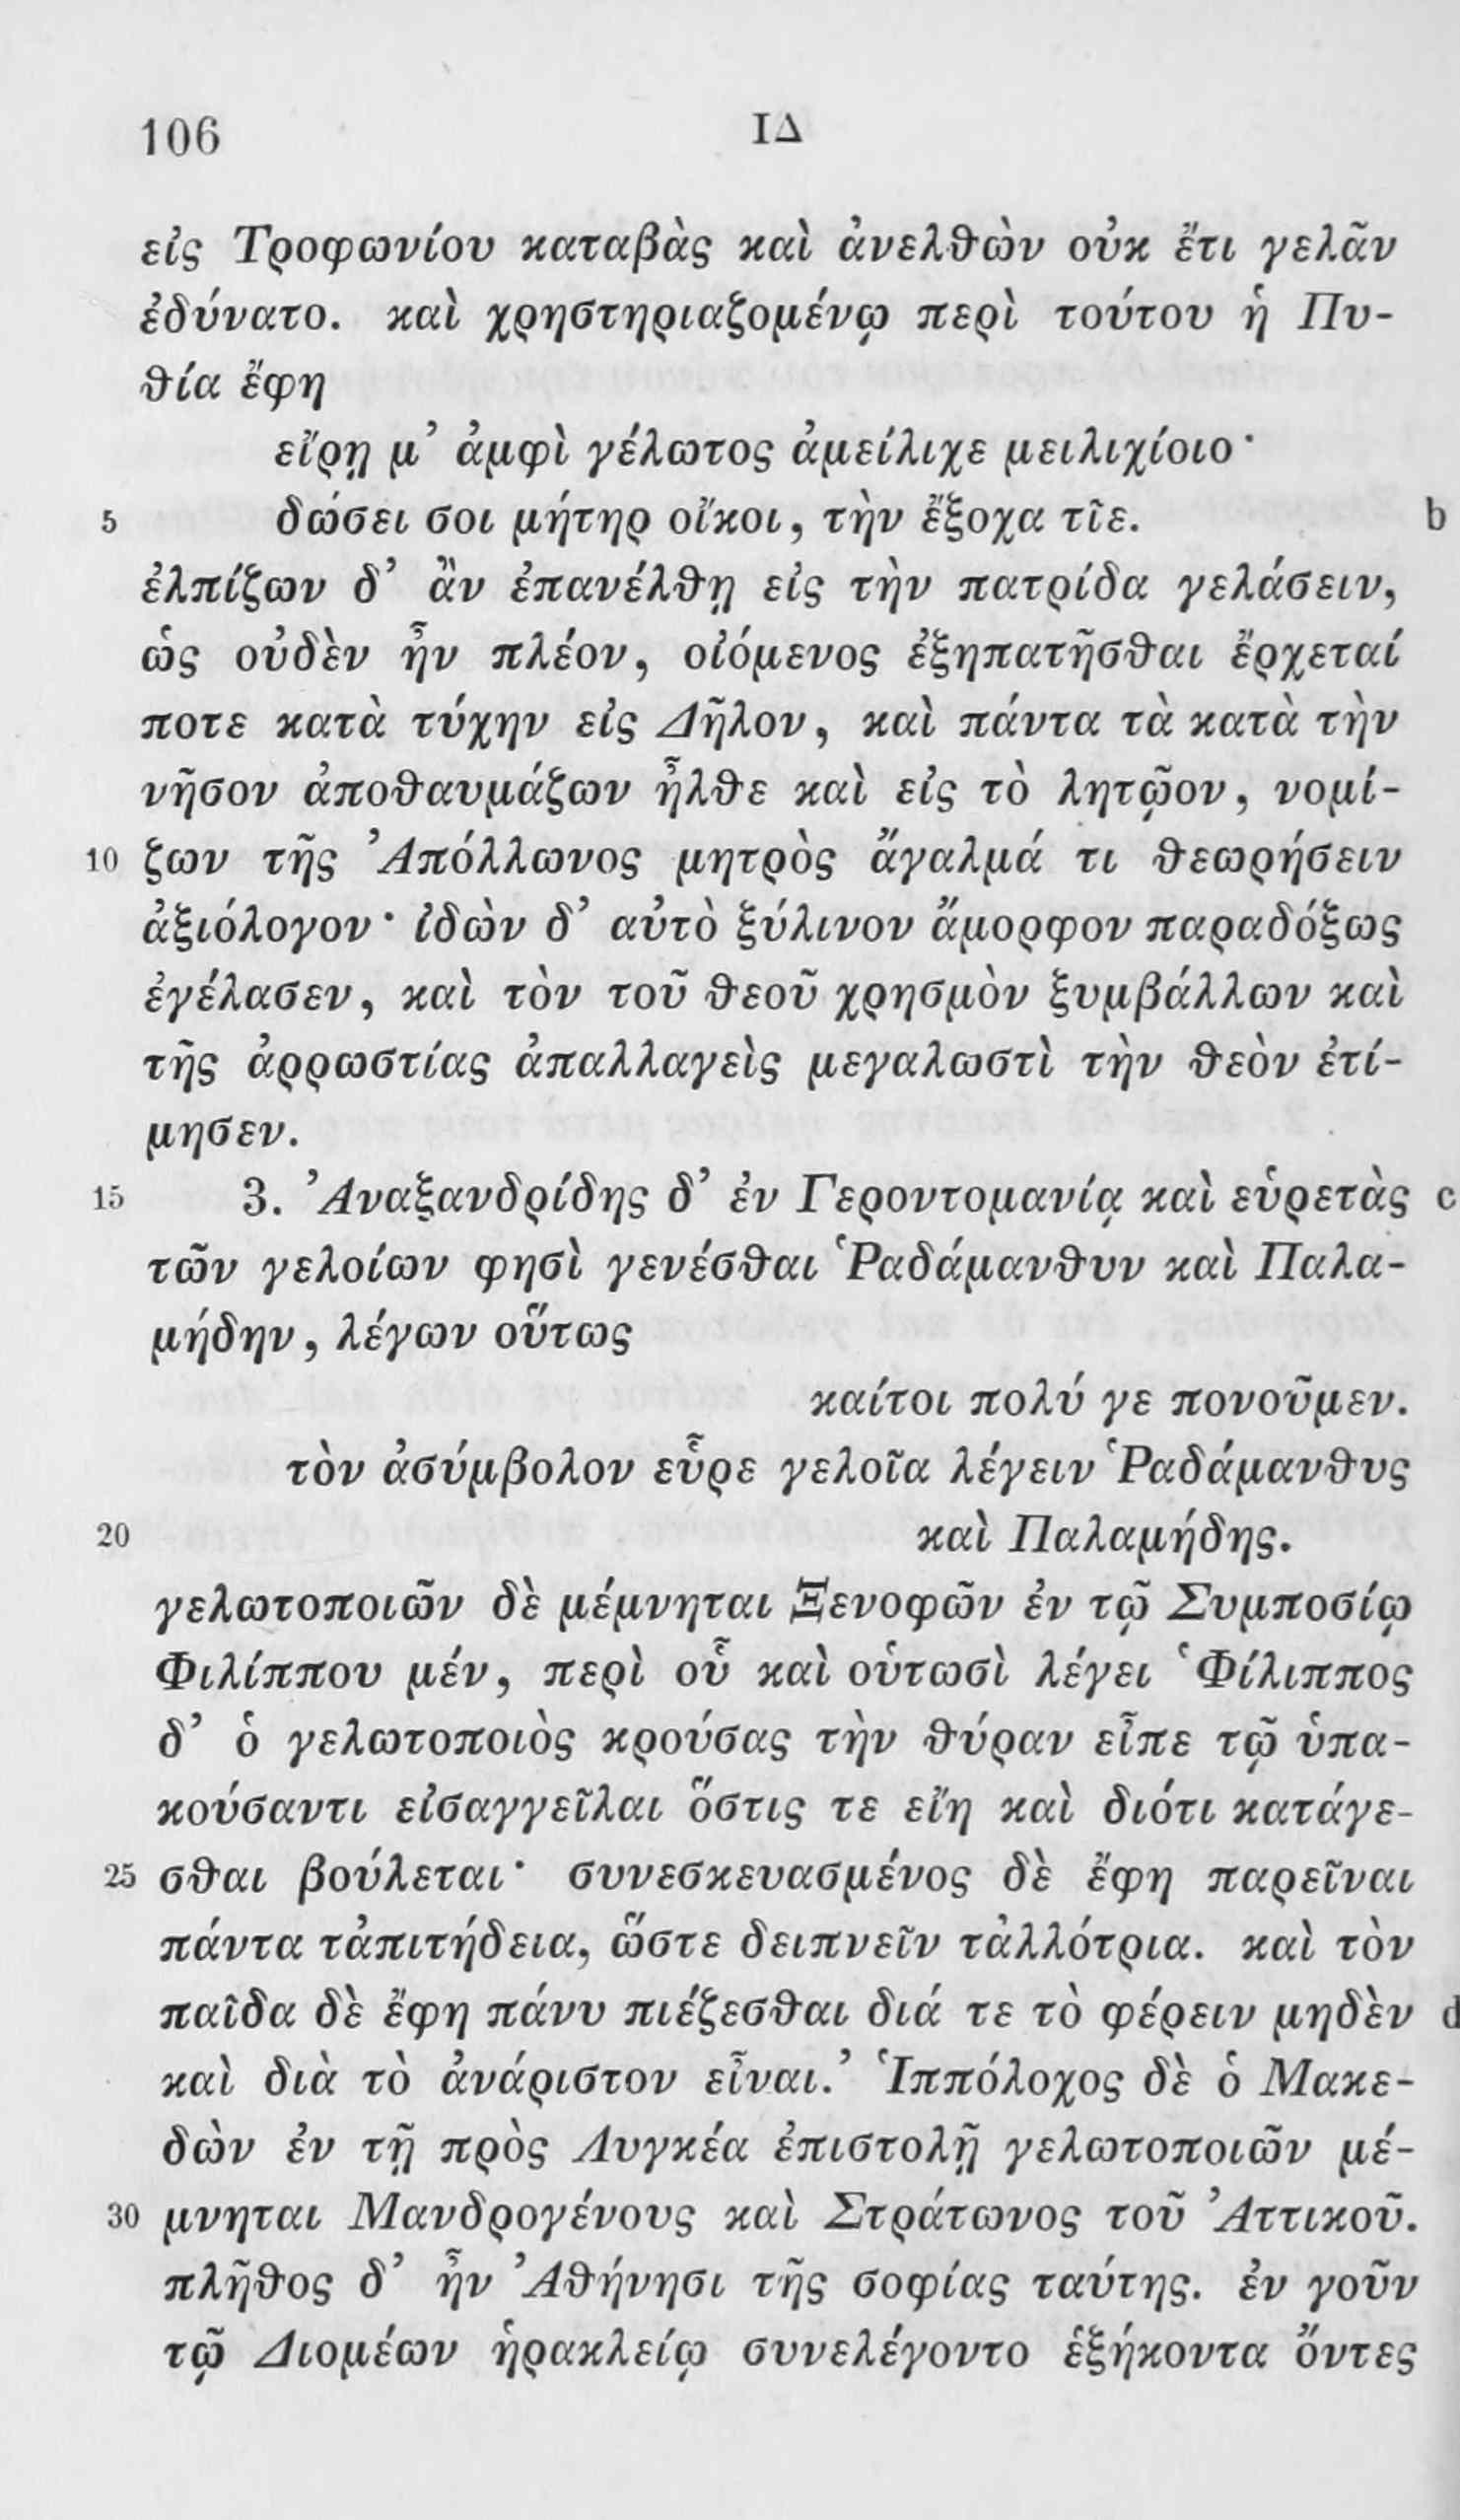 106 ΙΔ
εἰς Τροφωνίου καταβὰς καὶ ἀνελθὼν οὐκ ἔτι γελᾶν
ἐδύνατο. καὶ χρηστηριαζομένῳ περὶ τούτου ἡ Πυ-
θία ἔφη
εἴρῃ μ’ ἀμφὶ γέλωτος ἀμείλιχε μειλιχίοιο·
5 δώσει σοι μήτηρ οἴκοι, τὴν ἔξοχα τῖε. b
ἐλπίζων δ’ ἂν ἐπανέλθῃ εἰς τὴν πατρίδα γελάσειν,
ὡς οὐδὲν ἦν πλέον, οἰόμενος ἐξηπατῆσθαι ἔρχεταί
ποτε κατὰ τύχην εἰς Δῆλον, καὶ πάντα τὰ κατὰ τὴν
νῆσον ἀποθαυμάζων ἦλθε καὶ εἰς τὸ λητῷον, νομί-
10 ζων τῆς Ἀπόλλωνος μητρὸς ἄγαλμά τι θεωρήσειν
ἀξιόλογον· ἰδὼν δ’ αὐτὸ ξύλινον ἄμορφον παραδόξως
ἐγέλασεν, καὶ τὸν τοῦ θεοῦ χρησμὸν ξυμβάλλων καὶ
τῆς ἀρρωστίας ἀπαλλαγεὶς μεγαλωστὶ τὴν θεὸν ἐτί-
μησεν.
15 3. Ἀναξανδρίδης δ’ ἐν Γεροντομανίᾳ καὶ εὑρετὰς c
τῶν γελοίων φησὶ γενέσθαι Ῥαδάμανθυν καὶ Παλα-
μήδην, λέγων οὕτως
καίτοι πολύ γε πονοῦμεν.
τὸν ἀσύμβολον εὗρε γελοῖα λέγειν Ῥαδάμανθυς
20 καὶ Παλαμήδης.
γελωτοποιῶν δὲ μέμνηται Ξενοφῶν ἐν τῷ Συμποσίῳ
Φιλίππου μέν, περὶ οὗ καὶ οὑτωσὶ λέγει ‘Φίλιππος
δ’ ὁ γελωτοποιὸς κρούσας τὴν θύραν εἶπε τῷ ὑπα-
κούσαντι εἰσαγγεῖλαι ὅστις τε εἴη καὶ διότι κατάγε-
25 σθαι βούλεται· συνεσκευασμένος δὲ ἔφη παρεῖναι
πάντα τἀπιτήδεια, ὥστε δειπνεῖν τἀλλότρια. καὶ τὸν
παῖδα δὲ ἔφη πάνυ πιέζεσθαι διά τε τὸ φέρειν μηδὲν d
καὶ διὰ τὸ ἀνάριστον εἶναι.’ Ἱππόλοχος δὲ ὁ Μακε-
δὼν ἐν τῇ πρὸς Λυγκέα ἐπιστολῇ γελωτοποιῶν μέ-
30 μνηται Μανδρογένους καὶ Στράτωνος τοῦ Ἀττικοῦ.
πλῆθος δ’ ἦν Ἀθήνησι τῆς σοφίας ταύτης. ἐν γοῦν
τῷ Διομέων ἡρακλείῳ συνελέγοντο ἑξήκοντα ὄντες